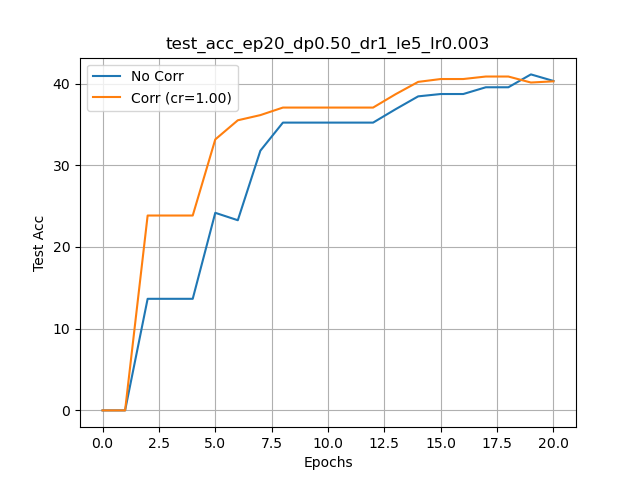 test_acc_ep20_dp0.50_dr1_le5_lr0.003
No Corr
Corr (cr=1.00)
40
30
20
10
0
Test Acc
0.0 2.5 5.0 7.5 10.0 12.5 15.0 17.5 20.0
Epochs